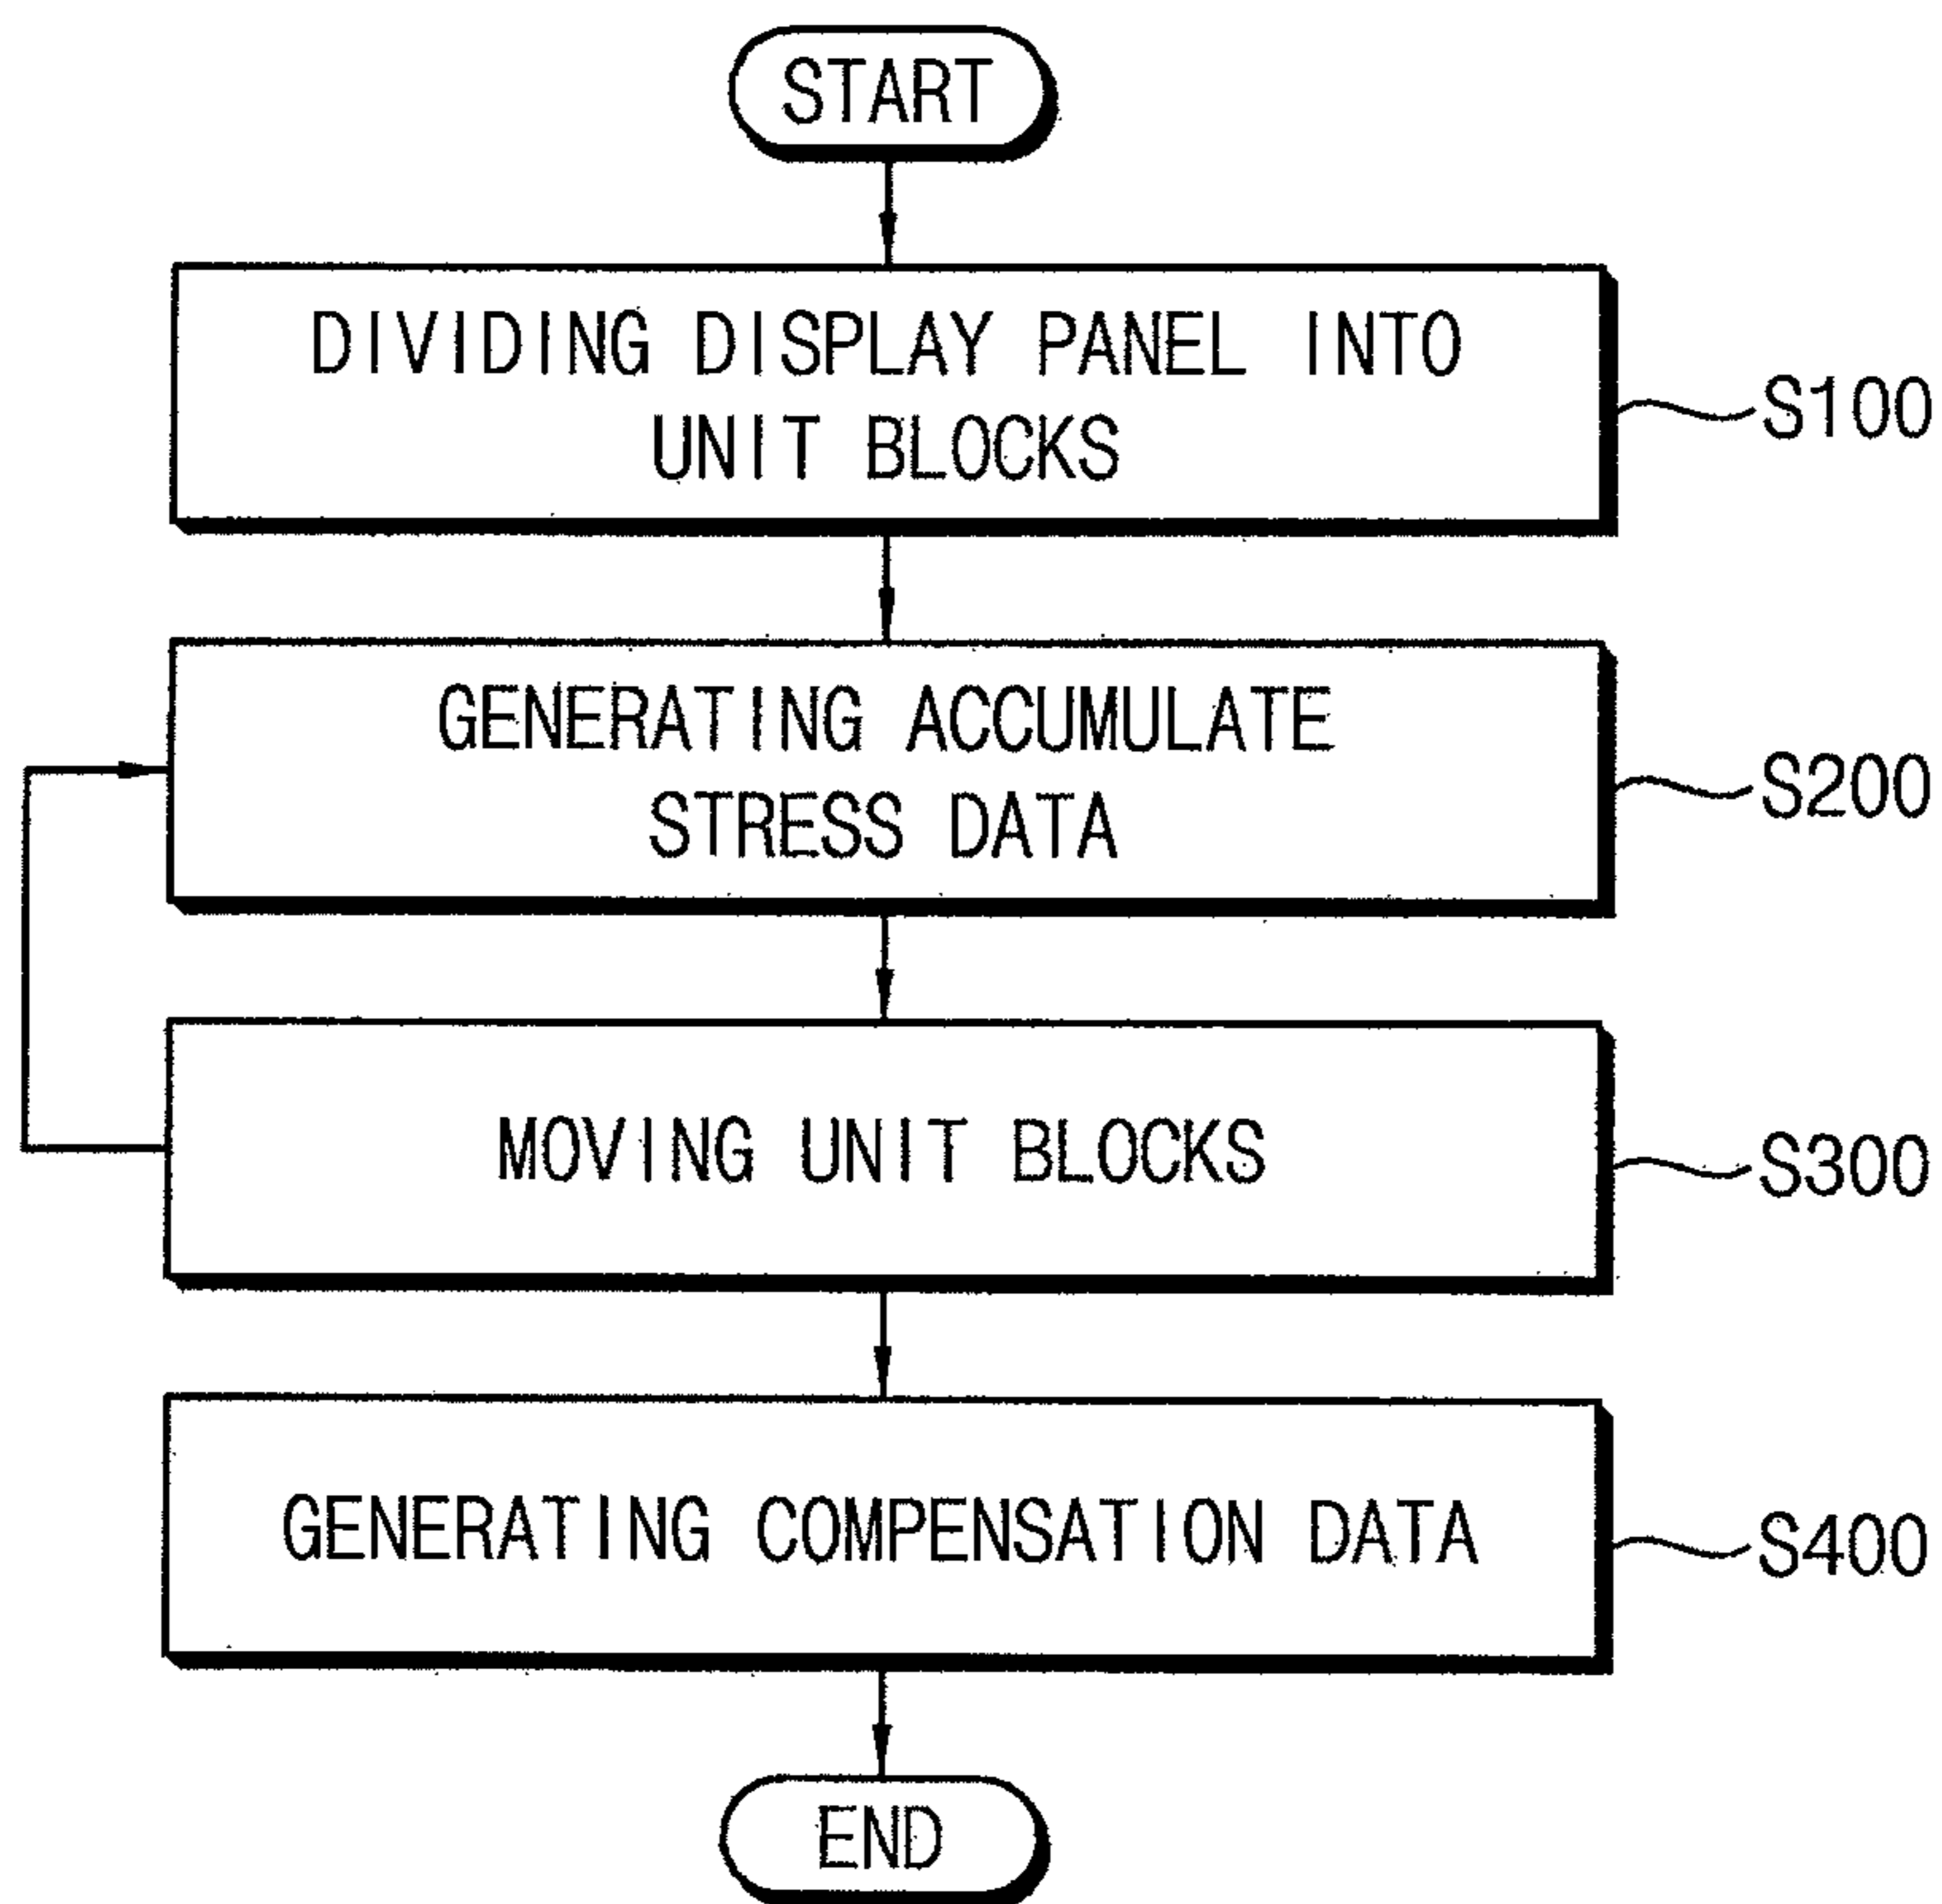 START
DIVIDING DISPLAY PANEL INTO
UNIT BLOCKS
S100
GENERATING ACCUMULATE
STRESS DATA
S200
MOVING UNIT BLOCKS
S300
GENERATING COMPENSATION DATA
S400
END